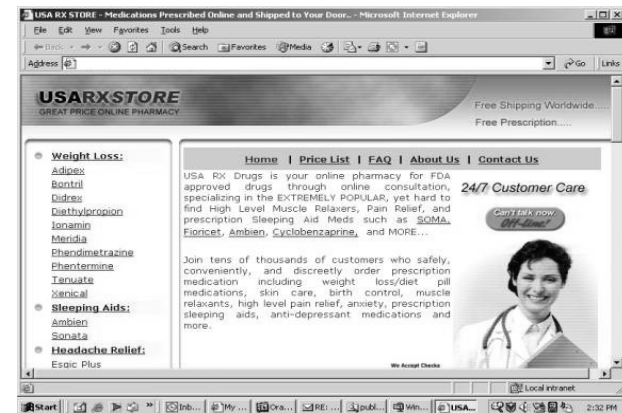 USA RX STORE - Medications Prescribed Online and Shipped to Your Door.. - Microsoft Internet Explorer
File Edit View Favorites Tools Help
Back Search Favorites Media
Address Go Links
USARXSTORE
GREAT PRICE ONLINE PHARMACY
Free Shipping Worldwide.....
Free Prescription.....
Weight Loss:
Adipex
Bontril
Didrex
Diethylpropion
Ionamin
Meridia
Phendimetrazine
Phentermine
Tenuate
Xenical
Sleeping Aids:
Ambien
Sonata
Headache Relief:
Esgic Plus
Home | Price List | FAQ | About Us | Contact Us
USA RX Drugs is your online pharmacy for FDA
approved drugs through online consultation,
specializing in the EXTREMELY POPULAR, yet hard to
find High Level Muscle Relaxers, Pain Relief, and
prescription Sleeping Aid Meds such as SOMA,
Fioricet, Ambien, Cyclobenzaprine, and MORE...
Join tens of thousands of customers who safely,
conveniently, and discreetly order prescription
medication including weight loss/diet pill
medications, skin care, birth control, muscle
relaxants, high level pain relief, anxiety, prescription
sleeping aids, anti-depressant medications and
more.
We Accept Checks
24/7 Customer Care
Can't talk now.
Off-line!
Local intranet
Start Inb... My ... Ora... RE: ... publ... Win... USA... 2:32 PM